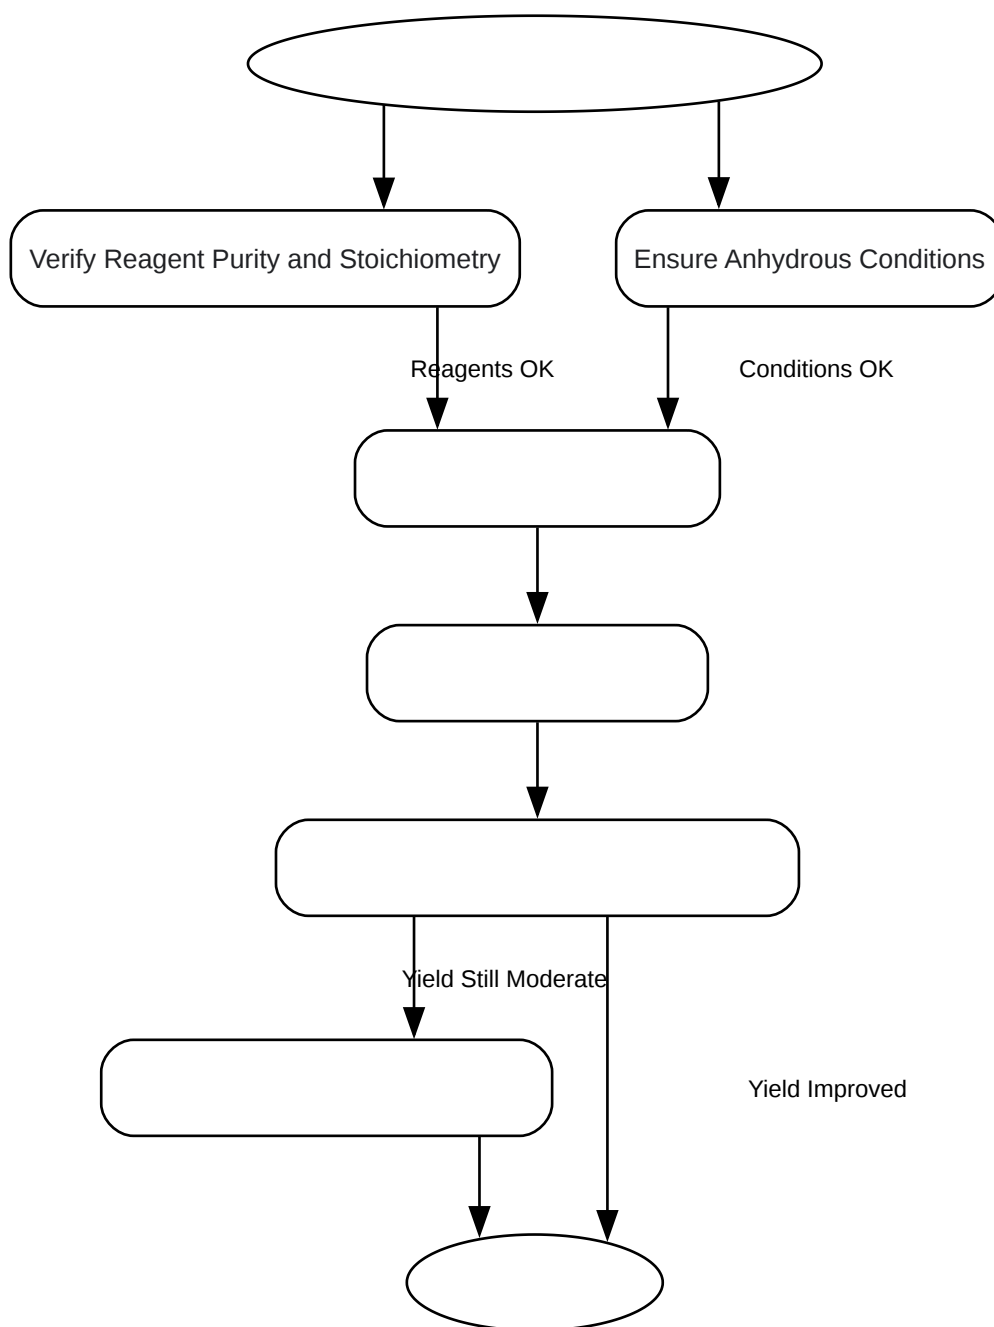 Verify Reagent Purity and Stoichiometry
Ensure Anhydrous Conditions
Reagents OK
Conditions OK
Yield Still Moderate
Yield Improved